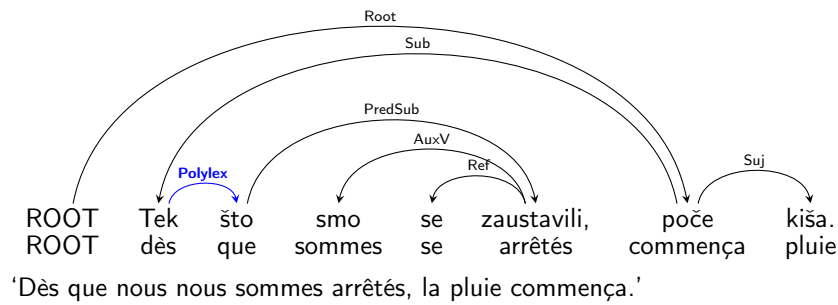 Root
Sub
PredSub
AuxV
Ref
Polylex
Suj
ROOT Tek što smo se zaustavili, poče kiša.
ROOT dès que sommes se arrêtés commença pluie
‘Dès que nous nous sommes arrêtés, la pluie commença.’